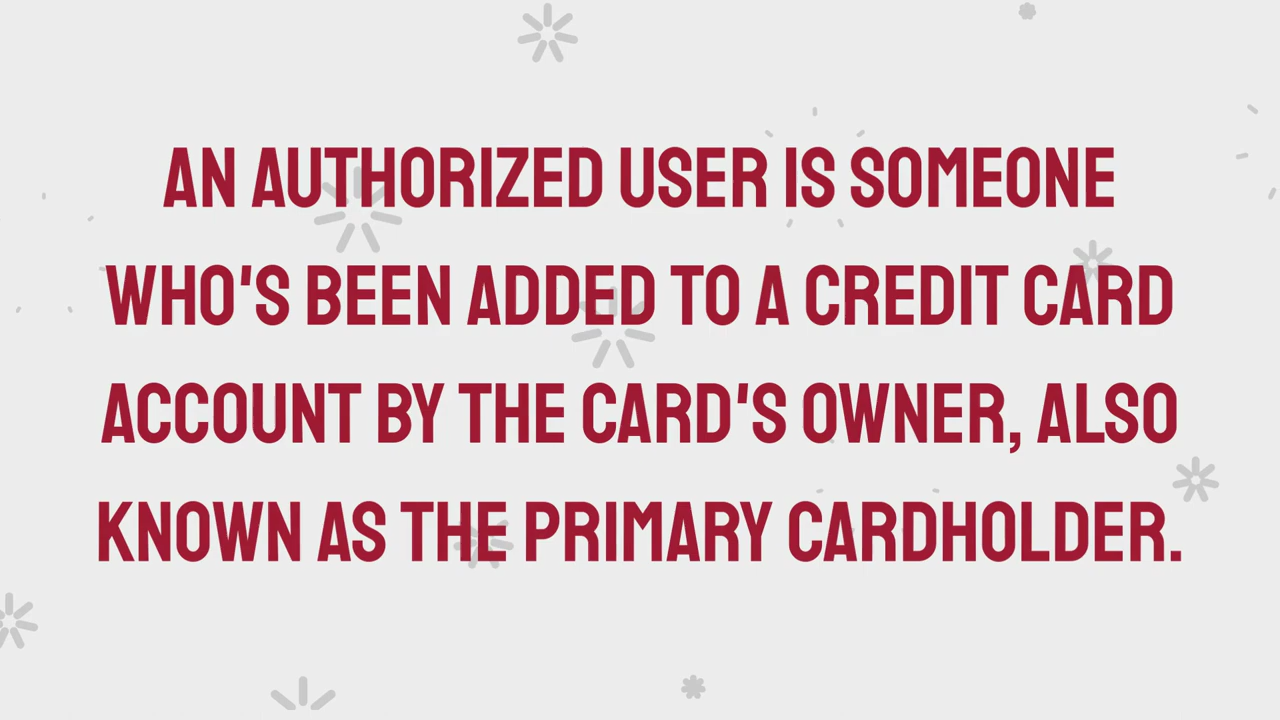 AN AUTHORIZED USER IS SOMEONE
WHO'S BEEN ADDED TO A CREDIT CARD
ACCOUNT BY THE CARD'S OWNER, ALSO
KNOWN AS THE PRIMARY CARDHOLDER.